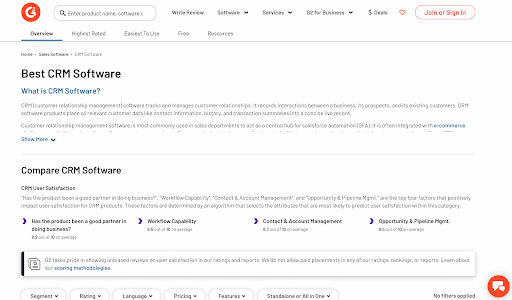 Enter product name, software c
Write Review
Software
Services
G2 for Business
$ Deals
Join or Sign In
Overview
Highest Rated
Easiest To Use
Free
Resources
Home › Sales Software › CRM Software
Best CRM Software
What is CRM Software?
CRM (customer relationship management) software tracks and manages customer relationships. It records interactions between a business, its prospects, and its existing customers. CRM
software products place all relevant customer data like contact information, history, and transaction summaries into a concise live record.
Customer relationship management software is most commonly used in sales departments to act as a central hub for salesforce automation (SFA). It is often integrated with e-commerce
Show More
Compare CRM Software
CRM User Satisfaction
"Has the product been a good partner in doing business?", "Workflow Capability", "Contact & Account Management", and "Opportunity & Pipeline Mgmt." are the top four factors that positively
impact user satisfaction for CRM products. These factors are determined by an algorithm that selects the attributes that are most likely to predict user satisfaction within this category.
Has the product been a good partner in
doing business?
8.9 out of 10 on average
Workflow Capability
8.5 out of 10 on average
Contact & Account Management
8.7 out of 10 on average
Opportunity & Pipeline Mgmt.
8.6 out of 10 on average
G2 takes pride in showing unbiased reviews on user satisfaction in our ratings and reports. We do not allow paid placements in any of our ratings, rankings, or reports. Learn about
our scoring methodologies.
Segment
Rating
Language
Pricing
Features
Standalone or All in One
No filters applied